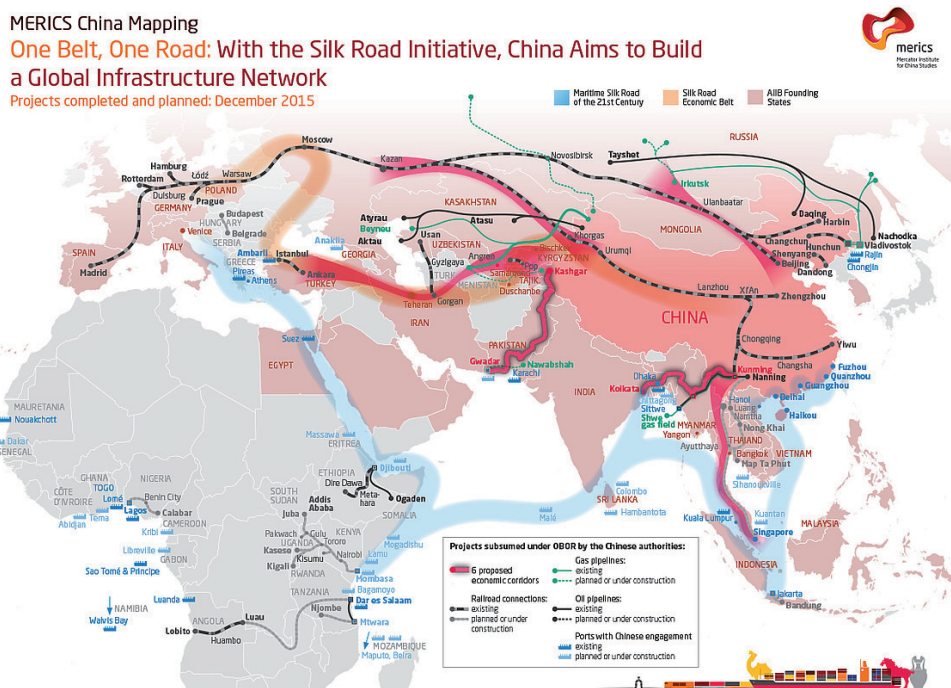 MERICS China Mapping
One Belt, One Road: With the Silk Road Initiative, China Aims to Build
a Global Infrastructure Network
Projects completed and planned: December 2015
merics
Mercator Institute
for China Studies
Maritime Silk Road
of the 21st Century
Silk Road
Economic Belt
AIIB Founding
States
RUSSIA
Moscow
Kazan
Novosibirsk
Tayshet
Irkutsk
Hamburg
Łódź
Warsaw
Rotterdam
Duisburg
POLAND
GERMANY
Prague
Budapest
HUNGARY
Belgrade
SERBIA
Venice
ITALY
SPAIN
Madrid
GREECE
Ambarli
Istanbul
Pireas
Athens
Ankara
TURKEY
Anaklia
GEORGIA
Atyrau
Beyneu
Aktau
KASAKHSTAN
Atasu
Usan
UZBEKISTAN
Gyzlgaya
Angren
TURK
MENISTAN
Samarqand
Pop
TAJIK.
Duschanbe
Bischkek
KYRGYZSTAN
Kashgar
Khorgas
Urumqi
Teheran
Gorgan
IRAN
PAKISTAN
Gwadar
Nawabshah
Karachi
MONGOLIA
Ulanbaatar
Daqing
Harbin
Changchun
Hunchun
Shenyang
Beijing
Dandong
Nachodka
Vladivostok
Rajin
Chongjin
CHINA
Lanzhou
Xi'An
Zhengzhou
Chongqing
Changsha
Yiwu
Fuzhou
Quanzhou
Guangzhou
Kunming
Nanning
Beihai
Haikou
INDIA
Dhaka
Kolkata
Chittagong
Sittwe
Shwe
gas field
MYANMAR
Yangon
Hanoi
Luang
Namtha
Nong Khai
Ayutthaya
THAILAND
VIETNAM
Bangkok
Map Ta Phut
Sihanoukville
Colombo
SRI LANKA
Hambantota
Malé
Kuala Lumpur
Kuantan
MALAYSIA
Singapore
INDONESIA
Jakarta
Bandung
Suez
EGYPT
MAURETANIA
Nouakchott
Dakar
SENEGAL
Massawa
ERITREA
Djibouti
ETHIOPIA
Dire Dawa
Meta-
hara
Addis
Ababa
Ogaden
SOMALIA
GHANA
TOGO
NIGERIA
CÔTE
D'IVOIRE
Lomé
Benin City
Tema
Lagos
Abidjan
Calabar
CAMEROON
Kribi
Libreville
GABON
Sao Tomé & Principe
SOUTH
SUDAN
Juba
Pakwach
Gulu
KENYA
UGANDA
Tororo
Kasese
Kisumu
Nairobi
Kigali
RWANDA
Lamu
Mogadishu
Mombasa
Bagamoyo
TANZANIA
Dar es Salaam
Njombe
Mtwara
Luanda
NAMIBIA
Walvis Bay
ANGOLA
Luau
Lobito
Huambo
MOZAMBIQUE
Maputo, Beira
Projects subsumed under OBOR by the Chinese authorities:
6 proposed
economic corridors
Railroad connections:
existing
planned or under
construction
Gas pipelines:
existing
planned or under construction
Oil pipelines:
existing
planned or under construction
Ports with Chinese engagement
existing
planned or under construction